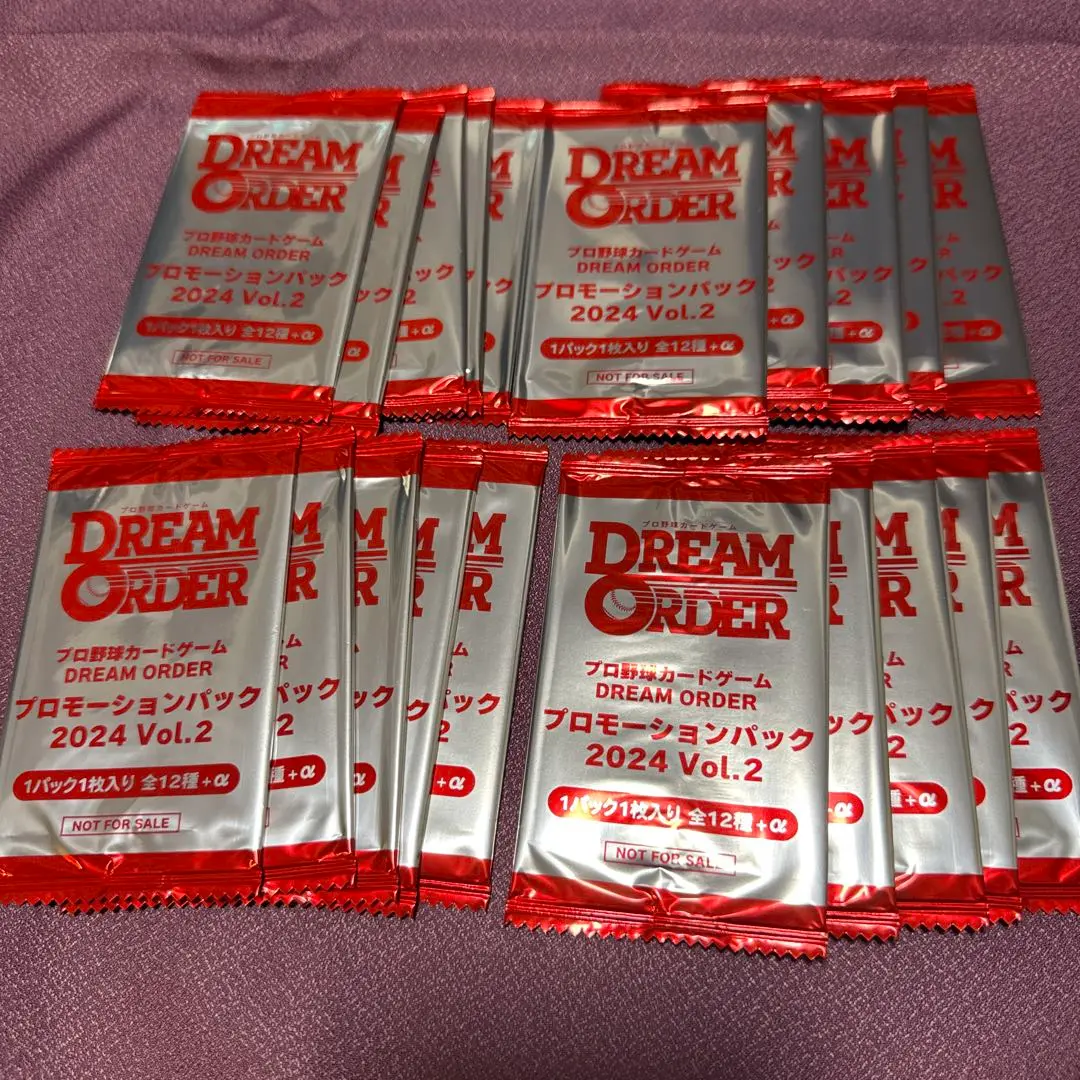 プロ野球カードゲーム
DREAM
ORDER
プロ野球カードゲーム
DREAM ORDER
プロモーションパック
2024 Vol.2
1パック1枚入り 全12種+α
NOT FOR SALE
プロ野球カードゲーム
DREAM
ORDER
プロ野球カードゲーム
DREAM ORDER
プロモーションパック
2024 Vol.2
1パック1枚入り 全12種+α
NOT FOR SALE
プロ野球カードゲーム
DREAM
ORDER
プロ野球カードゲーム
DREAM ORDER
プロモーションパック
2024 Vol.2
1パック1枚入り 全12種+α
NOT FOR SALE
プロ野球カードゲーム
DREAM
ORDER
プロ野球カードゲーム
DREAM ORDER
プロモーションパック
2024 Vol.2
1パック1枚入り 全12種+α
NOT FOR SALE